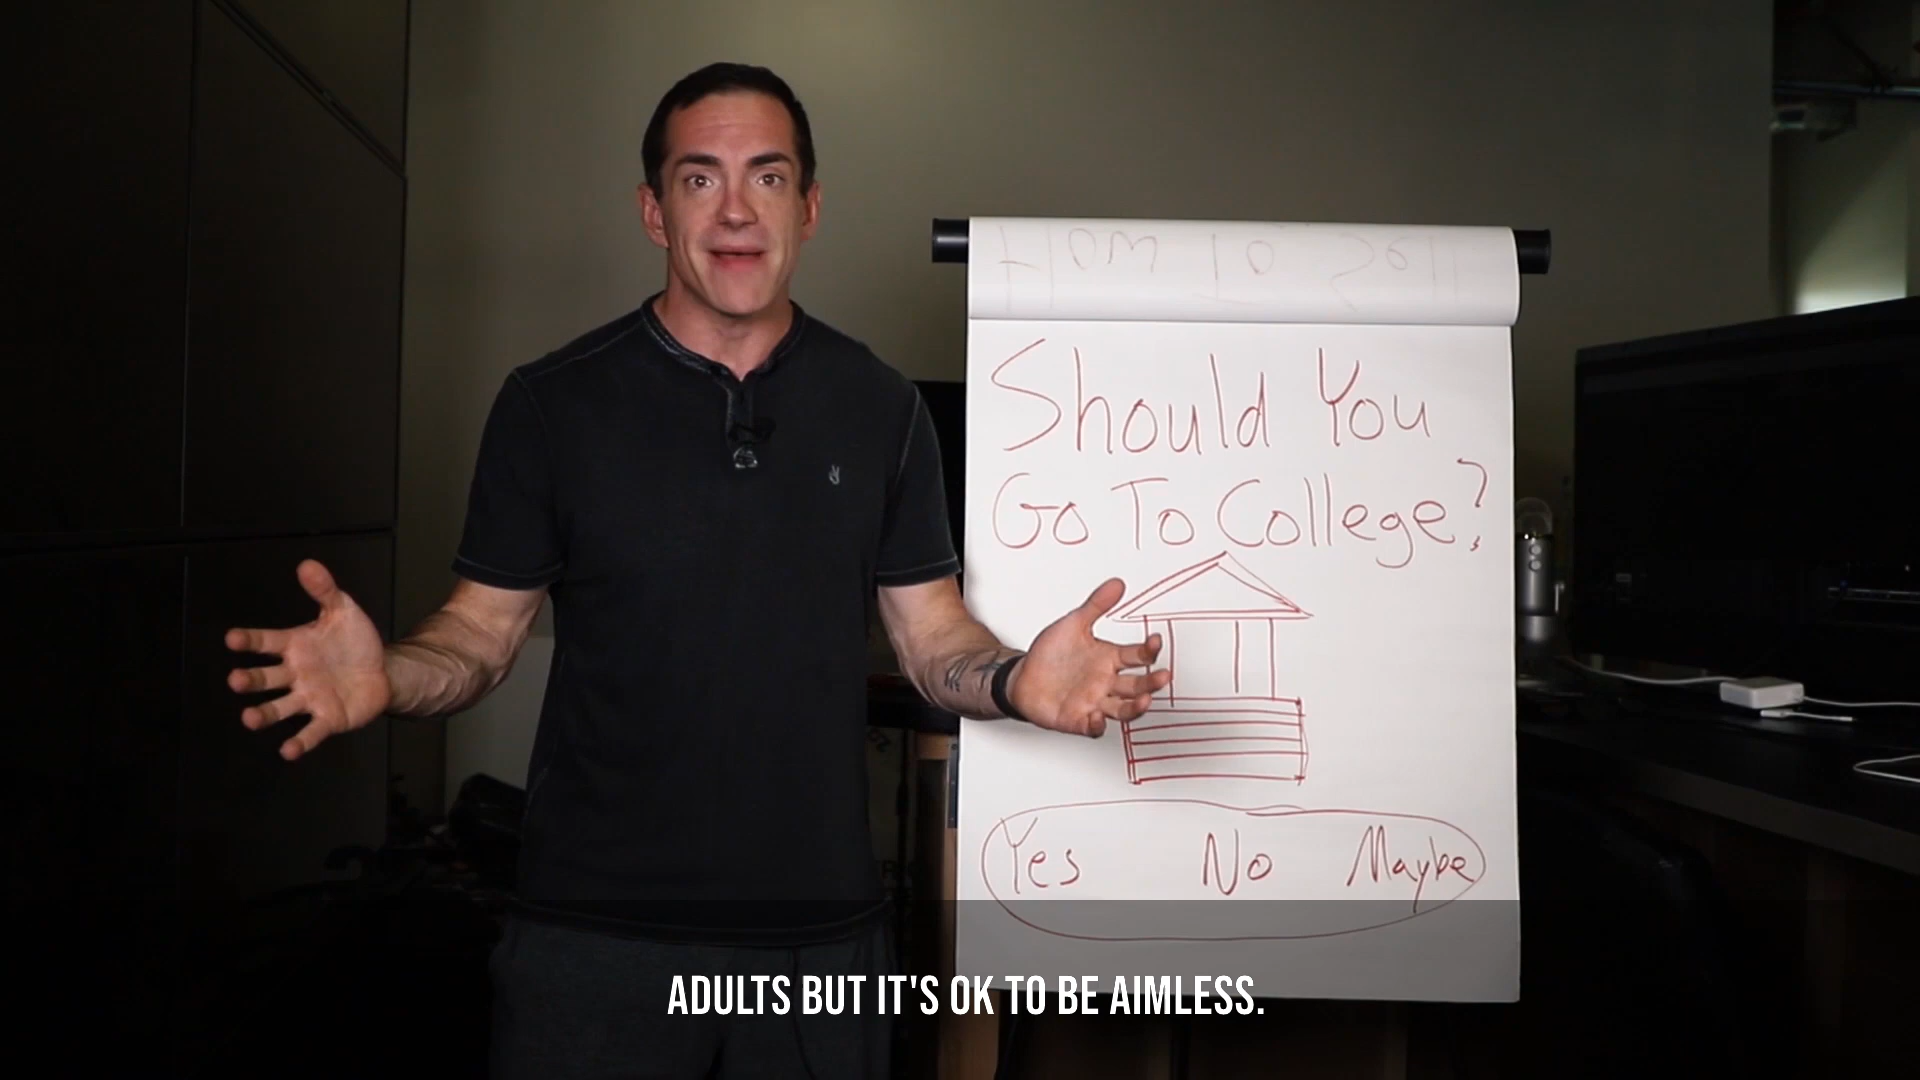 Should You
Go To College?
Yes No Maybe
ADULTS BUT IT'S OK TO BE AIMLESS.